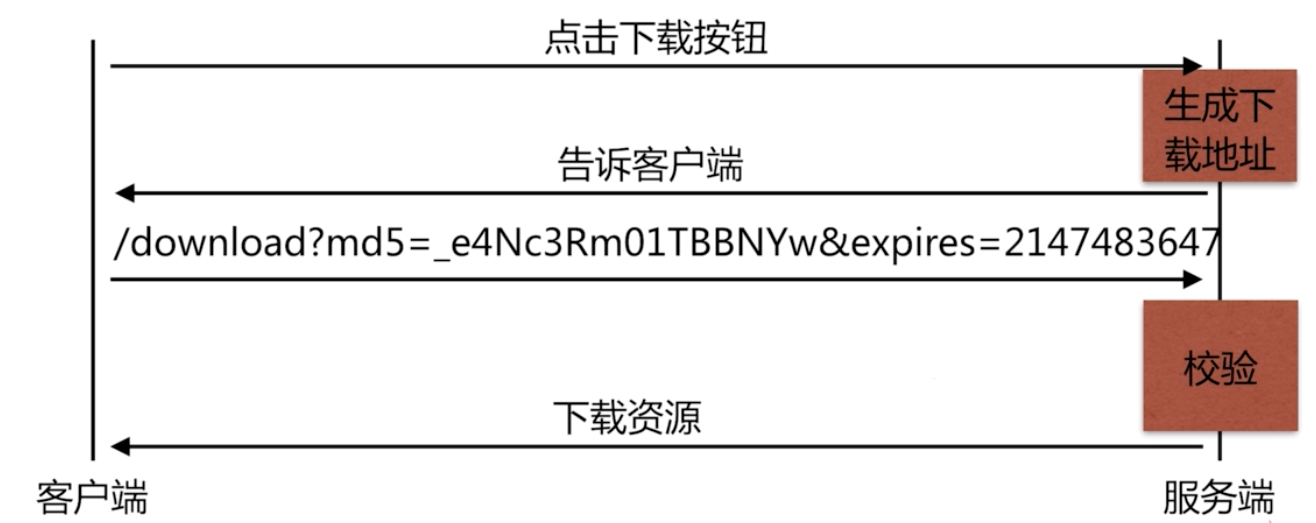 点击下载按钮
生成下
载地址
告诉客户端
/download?md5=_e4Nc3Rm01TBBNYw&expires=2147483647
校验
下载资源
客户端
服务端